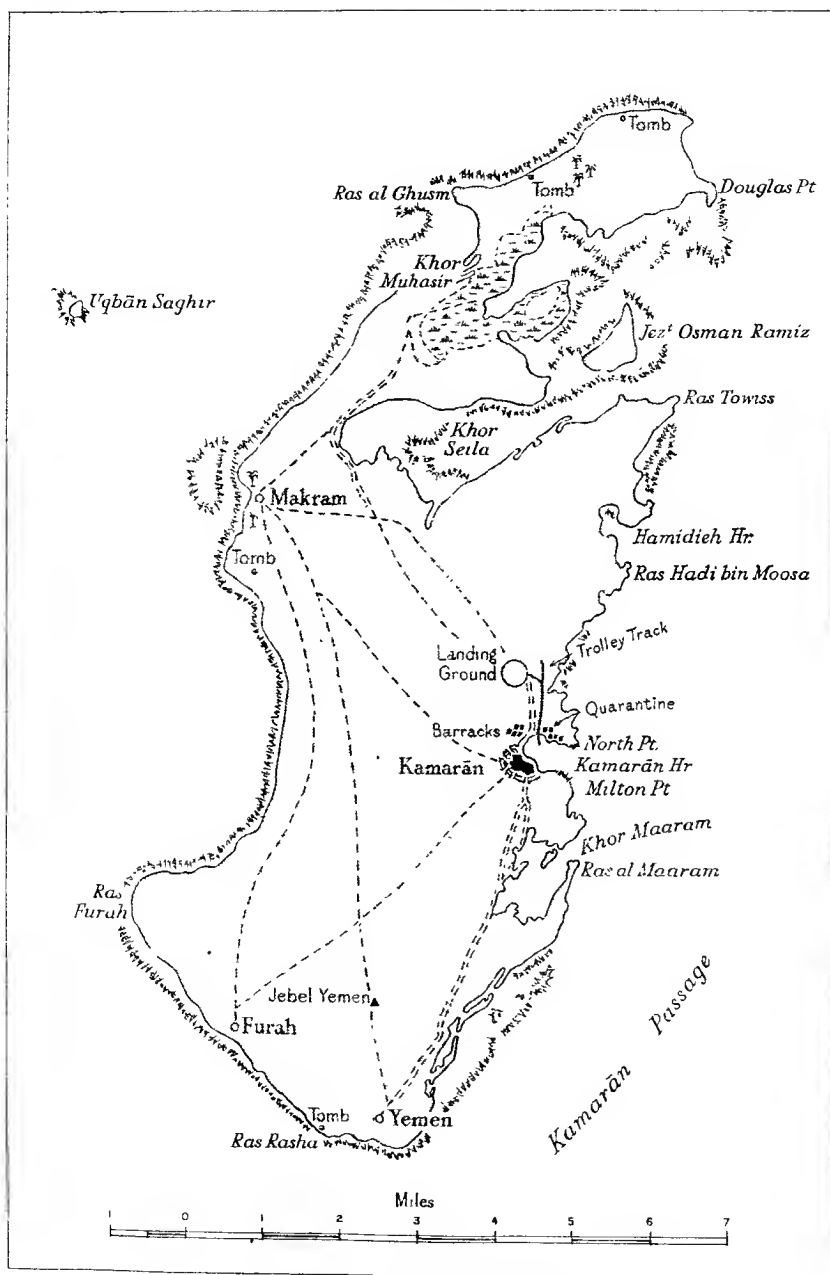 Tomb
Tomb
Ras al Ghusm
Douglas Pt
Khor
Muhasir
Uqbān Saghir
Jezt Osman Ramiz
Ras Towiss
Khor
Seila
Makram
Hamidieh Hr.
Tomb
Ras Hadi bin Moosa
Trolley Track
Landing
Ground
Quarantine
Barracks
North Pt.
Kamarān
Kamarān Hr
Milton Pt
Khor Maaram
Ras al Maaram
Ras
Furah
Jebel Yemen
Furah
Kamarān Passage
Tomb
Yemen
Ras Rasha
Miles
1 0 1 2 3 4 5 6 7